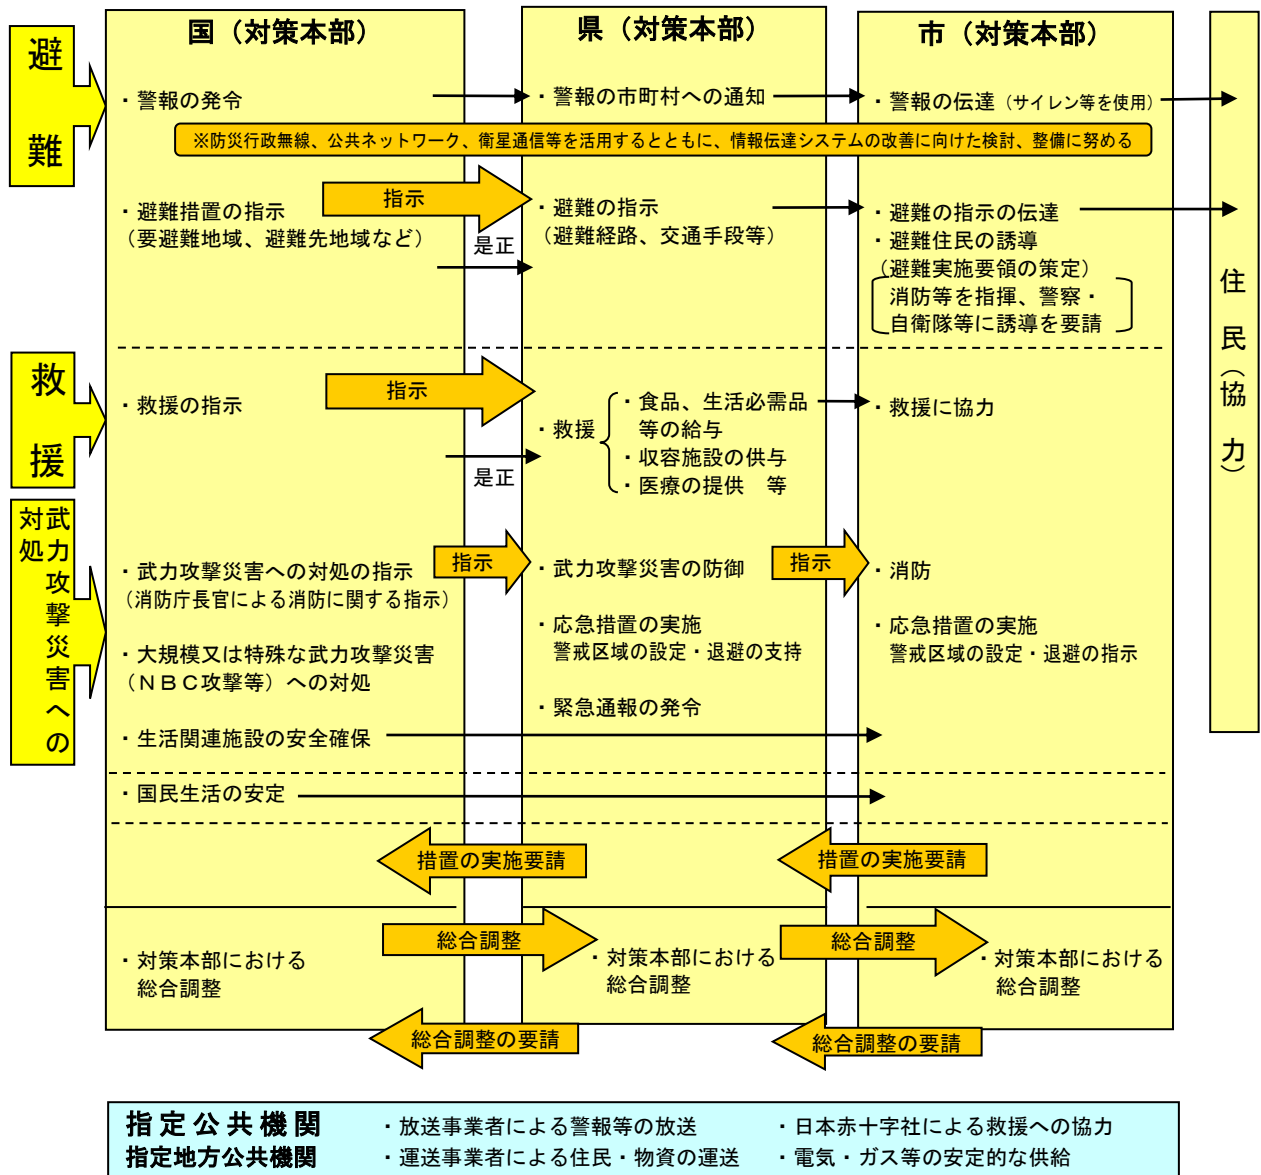 国（対策本部）
県（対策本部）
市（対策本部）
避難
・警報の発令
・警報の市町村への通知
・警報の伝達（サイレン等を使用）
※防災行政無線、公共ネットワーク、衛星通信等を活用するとともに、情報伝達システムの改善に向けた検討、整備に努める
・避難措置の指示
（要避難地域、避難先地域など）
指示
是正
・避難の指示
（避難経路、交通手段等）
・避難の指示の伝達
・避難住民の誘導
（避難実施要領の策定）
消防等を指揮、警察・
自衛隊等に誘導を要請
住民（協力）
救援
・救援の指示
指示
是正
・救援
・食品、生活必需品
等の給与
・収容施設の供与
・医療の提供　等
・救援に協力
武力攻撃災害への
対処
・武力攻撃災害への対処の指示
（消防庁長官による消防に関する指示）
指示
・武力攻撃災害の防御
指示
・消防
・大規模又は特殊な武力攻撃災害
（ＮＢＣ攻撃等）への対処
・応急措置の実施
警戒区域の設定・退避の支持
・応急措置の実施
警戒区域の設定・退避の指示
・緊急通報の発令
・生活関連施設の安全確保
・国民生活の安定
措置の実施要請
措置の実施要請
総合調整
総合調整
・対策本部における
総合調整
・対策本部における
総合調整
・対策本部における
総合調整
総合調整の要請
総合調整の要請
指定公共機関
指定地方公共機関
・放送事業者による警報等の放送
・日本赤十字社による救援への協力
・運送事業者による住民・物資の運送
・電気・ガス等の安定的な供給